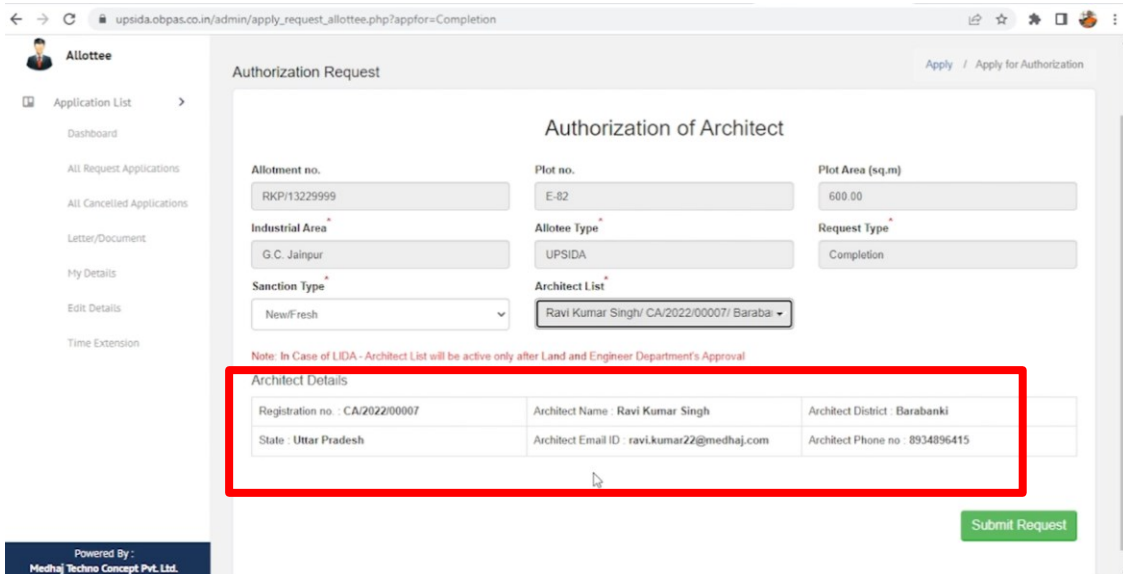 upsida.obpas.co.in/admin/apply_request_allottee.php?appfor=Completion
Allottee
Application List
Dashboard
All Request Applications
All Cancelled Applications
Letter/Document
My Details
Edit Details
Time Extension
Powered By :
Medhaj Techno Concept Pvt. Ltd.
Authorization Request
Apply / Apply for Authorization
Authorization of Architect
Allotment no. Plot no. Plot Area (sq.m)
RKP/13229999 E-82 600.00
Industrial Area* Allotee Type* Request Type*
G.C. Jainpur UPSIDA Completion
Sanction Type* Architect List*
New/Fresh Ravi Kumar Singh/ CA/2022/00007/ Baraba
Note: In Case of LIDA - Architect List will be active only after Land and Engineer Department's Approval
Architect Details
Registration no. : CA/2022/00007 Architect Name : Ravi Kumar Singh Architect District : Barabanki
State : Uttar Pradesh Architect Email ID : ravi.kumar22@medhaj.com Architect Phone no : 8934896415
Submit Request